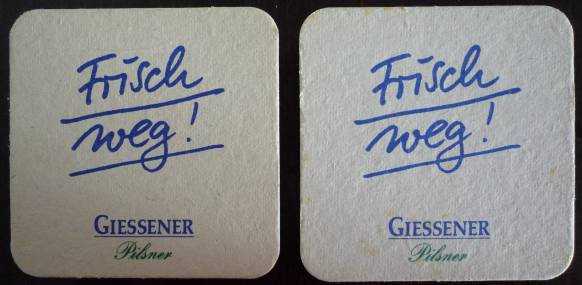 Frisch
weg!
GIESSENER
Pilsner
Frisch
weg!
GIESSENER
Pilsner